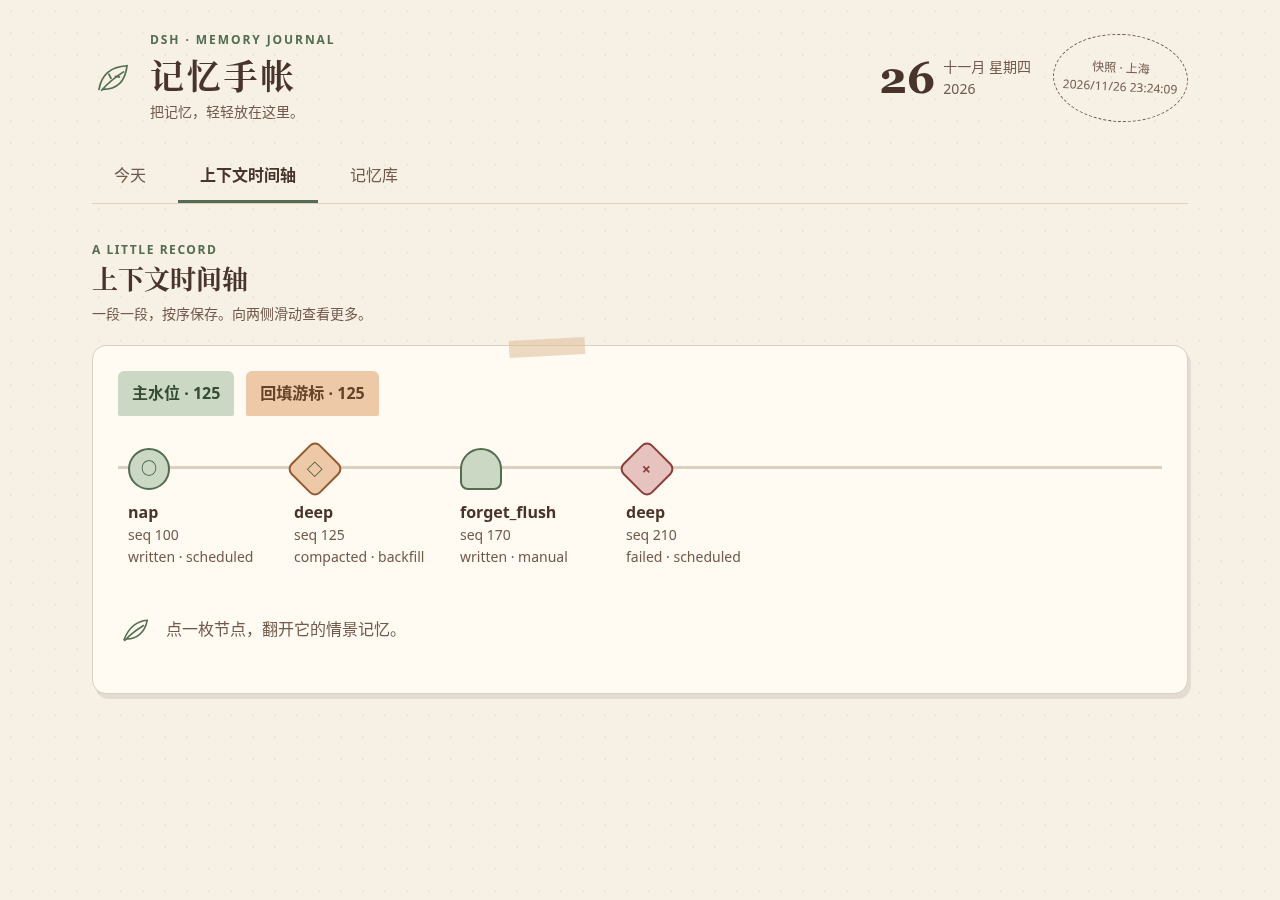 DSH · MEMORY JOURNAL
记忆手帐
把记忆，轻轻放在这里。
26
十一月 星期四
2026
快照 · 上海
2026/11/26 23:24:09
今天
上下文时间轴
记忆库
A LITTLE RECORD
上下文时间轴
一段一段，按序保存。向两侧滑动查看更多。
主水位 · 125
回填游标 · 125
nap
seq 100
written · scheduled
deep
seq 125
compacted · backfill
forget_flush
seq 170
written · manual
deep
seq 210
failed · scheduled
点一枚节点，翻开它的情景记忆。